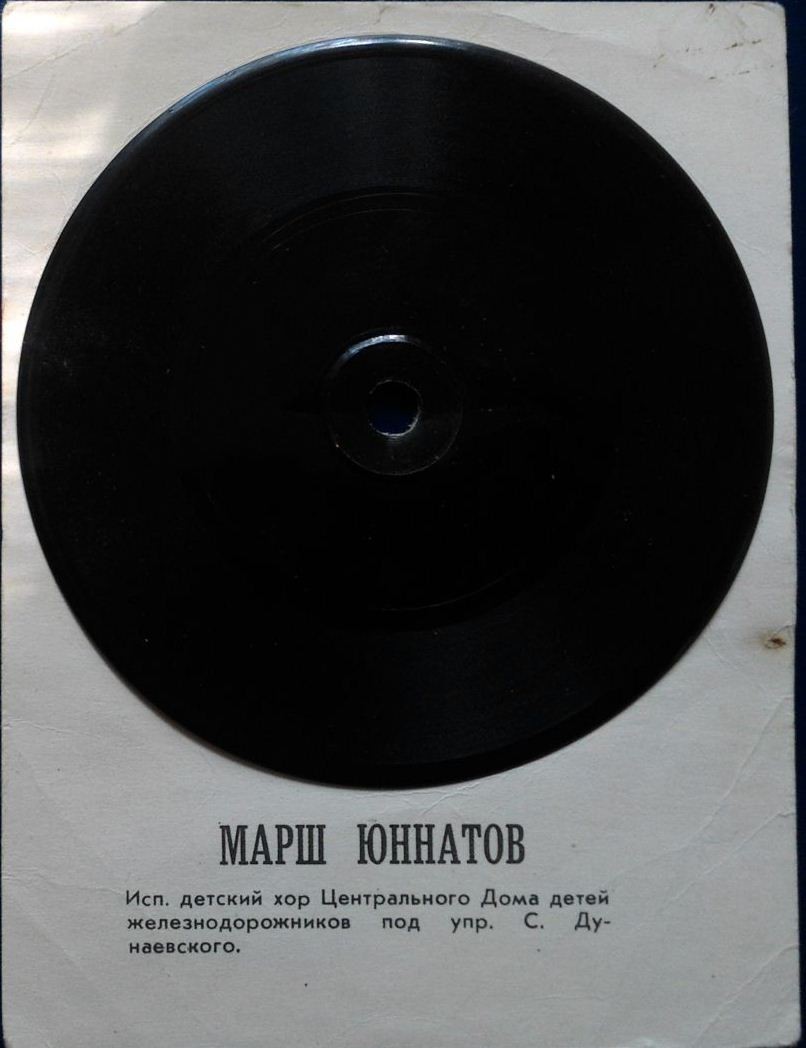 МАРШ ЮННАТОВ
Исп. детский хор Центрального Дома детей
железнодорожников под упр. С. Ду-
наевского.